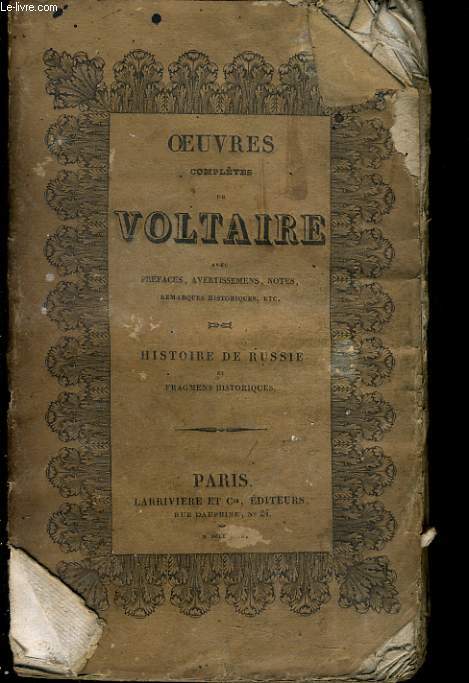 Le-livre.com
ŒUVRES
COMPLÈTES
DE
VOLTAIRE
AVEC
PRÉFACES, AVERTISSEMENS, NOTES,
REMARQUES HISTORIQUES, ETC.
HISTOIRE DE RUSSIE
ET
FRAGMENS HISTORIQUES.
PARIS.
LARRIVIERE ET Cie, ÉDITEURS,
RUE DAUPHINE, No 24.